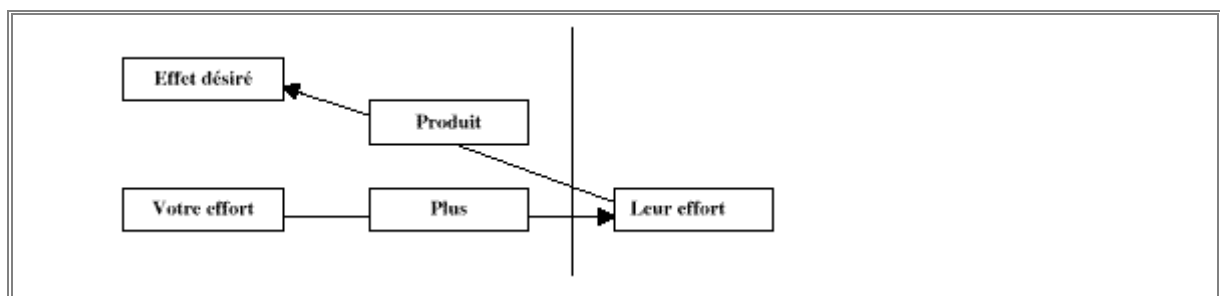 Effet désiré
Produit
Votre effort
Plus
Leur effort